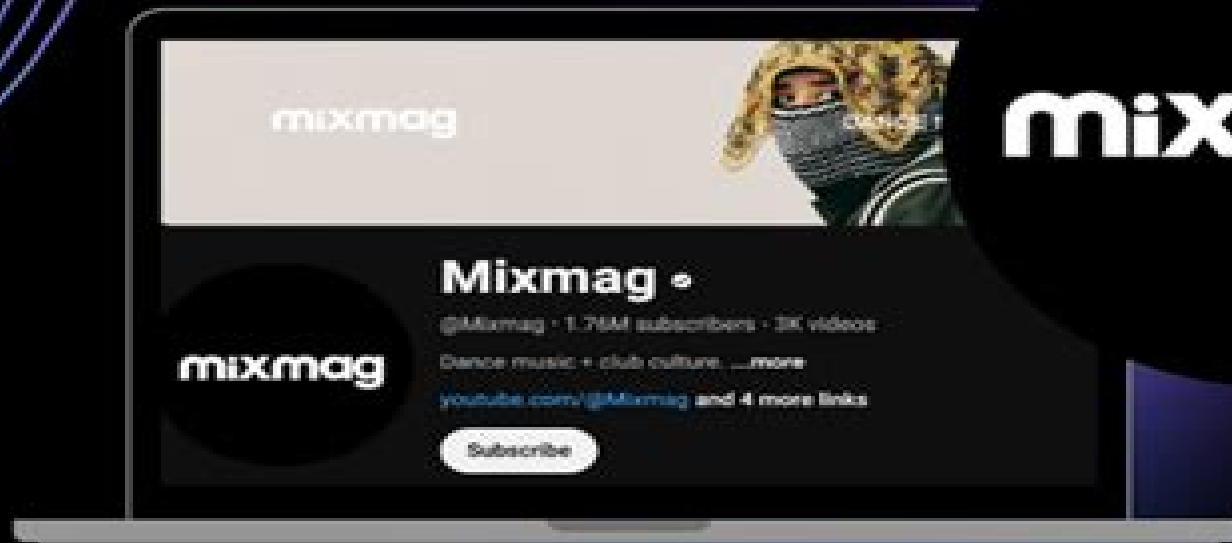 mixmag
DANCE
mix
Mixmag
@Mixmag · 1.76M subscribers · 3K videos
mixmag
Dance music + club culture. ...more
youtube.com/@Mixmag and 4 more links
Subscribe